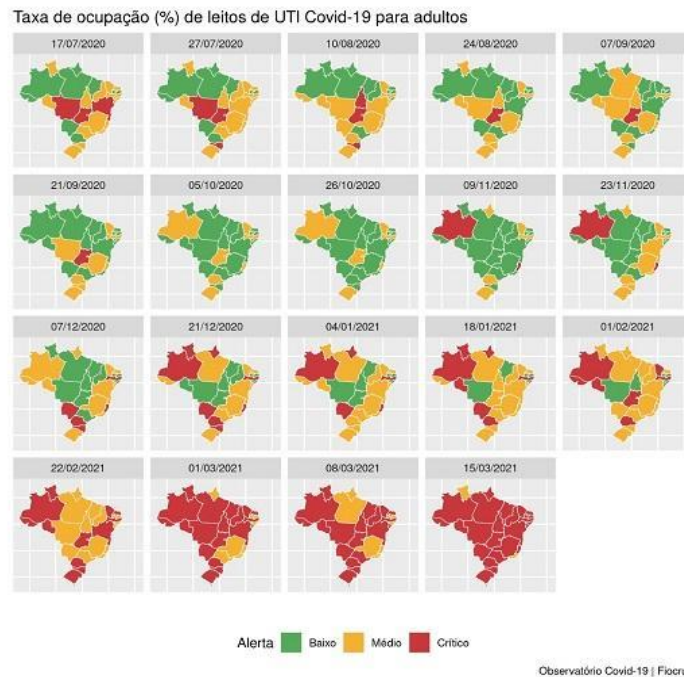 Taxa de ocupação (%) de leitos de UTI Covid-19 para adultos
17/07/2020 27/07/2020 10/08/2020 24/08/2020 07/09/2020
21/09/2020 05/10/2020 26/10/2020 09/11/2020 23/11/2020
07/12/2020 21/12/2020 04/01/2021 18/01/2021 01/02/2021
22/02/2021 01/03/2021 08/03/2021 15/03/2021
Alerta Baixo Médio Crítico
Observatório Covid-19 | Fiocru